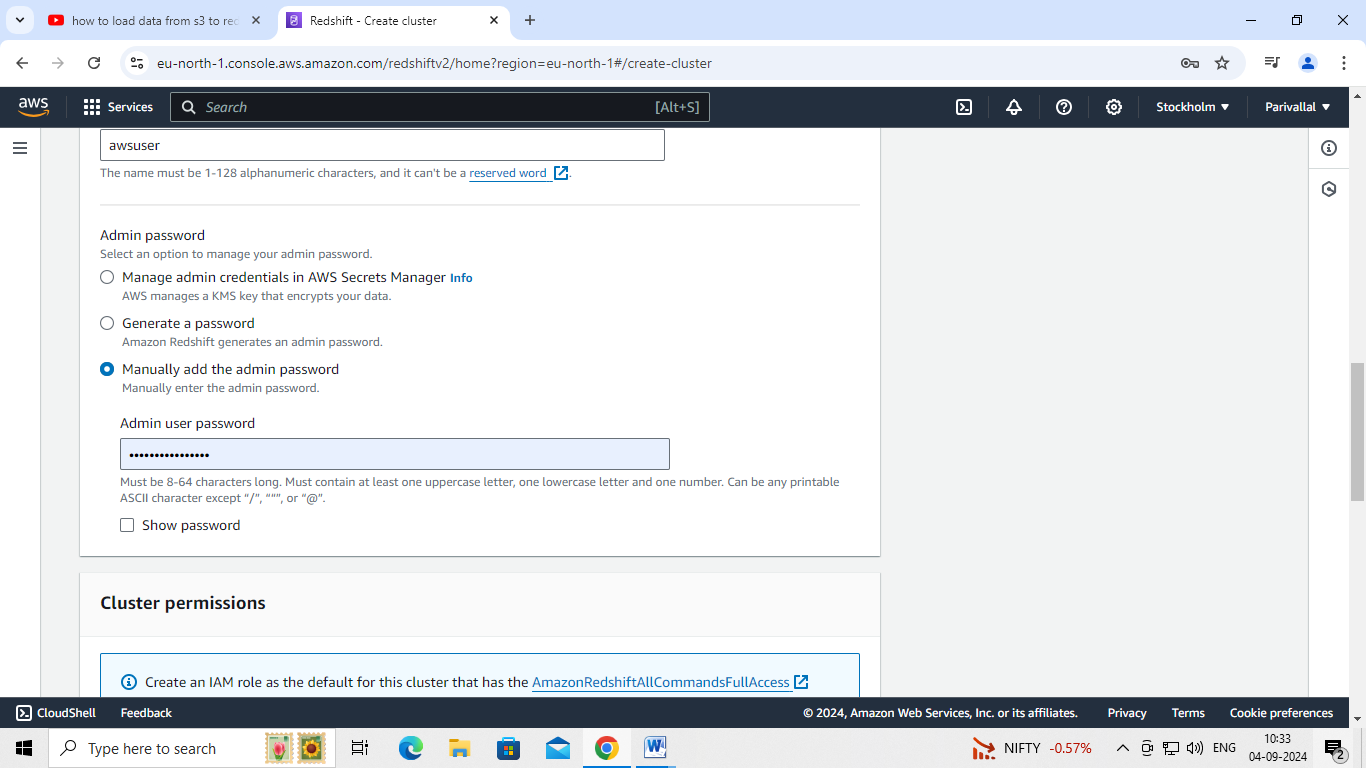 how to load data from s3 to rec
Redshift - Create cluster
eu-north-1.console.aws.amazon.com/redshiftv2/home?region=eu-north-1#/create-cluster
aws
Services
Search
[Alt+S]
Stockholm
Parivallal
awsuser
The name must be 1-128 alphanumeric characters, and it can't be a reserved word .
Admin password
Select an option to manage your admin password.
Manage admin credentials in AWS Secrets Manager Info
AWS manages a KMS key that encrypts your data.
Generate a password
Amazon Redshift generates an admin password.
Manually add the admin password
Manually enter the admin password.
Admin user password
••••••••••••••••
Must be 8-64 characters long. Must contain at least one uppercase letter, one lowercase letter and one number. Can be any printable
ASCII character except “/”, “"”, or “@”.
Show password
Cluster permissions
Create an IAM role as the default for this cluster that has the AmazonRedshiftAllCommandsFullAccess
CloudShell
Feedback
© 2024, Amazon Web Services, Inc. or its affiliates.
Privacy
Terms
Cookie preferences
Type here to search
NIFTY -0.57%
ENG
10:33
04-09-2024
2